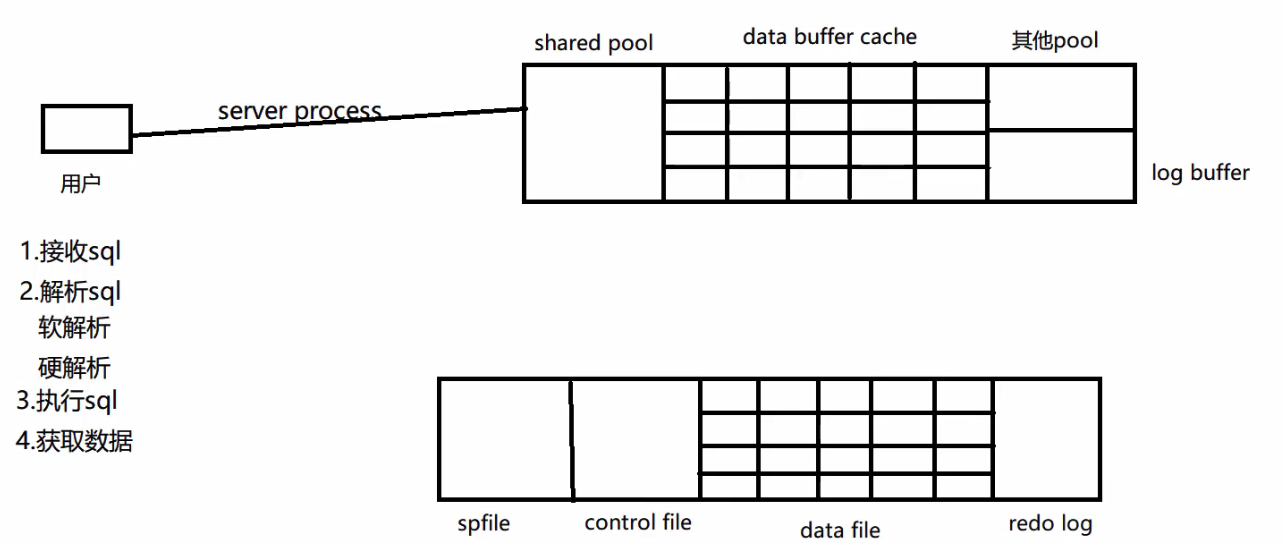 shared pool
data buffer cache
其他pool
server process
用户
log buffer
1.接收sql
2.解析sql
软解析
硬解析
3.执行sql
4.获取数据
spfile
control file
data file
redo log